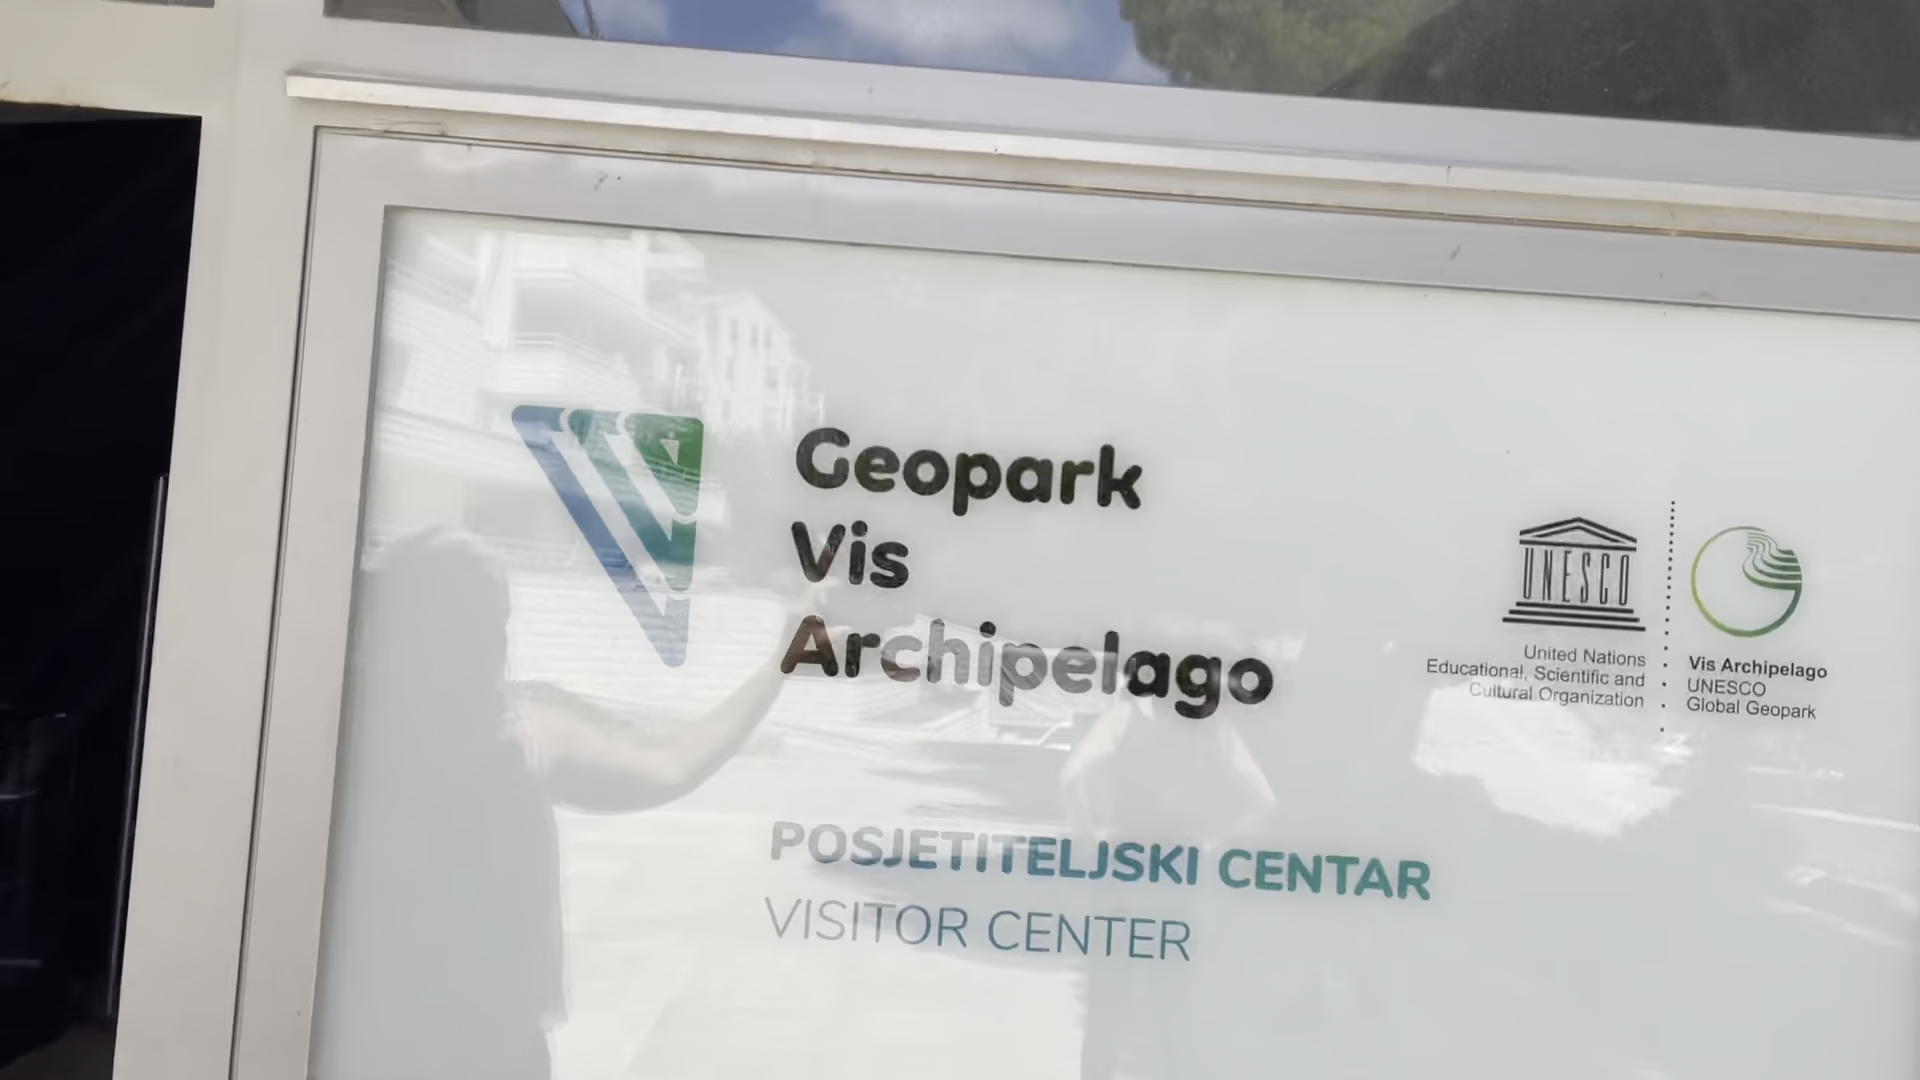 Geopark
Vis
Archipelago
UNESCO
United Nations
Educational, Scientific and
Cultural Organization
Vis Archipelago
UNESCO
Global Geopark
POSJETITELJSKI CENTAR
VISITOR CENTER